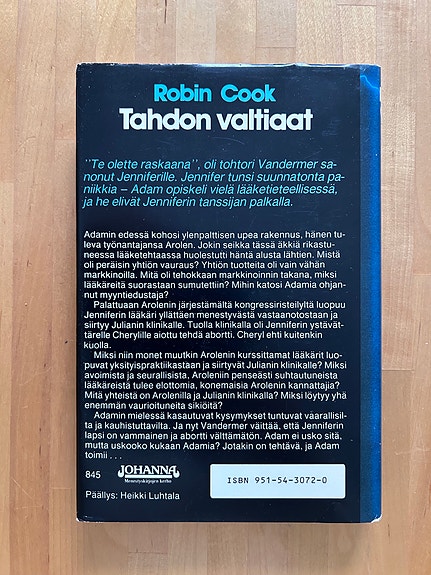 Robin Cook
Tahdon valtiaat
"Te olette raskaana", oli tohtori Vandermer sa-
nonut Jenniferille. Jennifer tunsi suunnatonta pa-
niikkia – Adam opiskeli vielä lääketieteellisessä,
ja he elivät Jenniferin tanssijan palkalla.
Adamin edessä kohosi ylenpalttisen upea rakennus, hänen tu-
leva työnantajansa Arolen. Jokin seikka tässä äkkiä rikastu-
neessa lääketehtaassa huolestutti häntä alusta lähtien. Mistä
oli peräisin yhtiön vauraus? Yhtiön tuotteita oli vain vähän
markkinoilla. Mitä oli tehokkaan markkinoinnin takana, miksi
lääkäreitä suorastaan sumutettiin? Mihin katosi Adamia ohjan-
nut myyntiedustaja?
Palattuaan Arolenin järjestämältä kongressiristeilyltä luopuu
Jenniferin lääkäri yllättäen menestyvästä vastaanotostaan ja
siirtyy Julianin klinikalle. Tuolla klinikalla oli Jenniferin ystävät-
tärelle Cherylille aiottu tehdä abortti. Cheryl ehti kuitenkin
kuolla.
Miksi niin monet muutkin Arolenin kurssittamat lääkärit luo-
puvat yksityispraktiikastaan ja siirtyvät Julianin klinikalle? Miksi
avoimista ja seurallisista, Aroleniin penseästi suhtautuneista
lääkäreistä tulee elottomia, konemaisia Arolenin kannattajia?
Mitä yhteistä on Arolenilla ja Julianin klinikalla? Miksi löytyy yhä
enemmän vaurioituneita sikiöitä?
Adamin mielessä kasautuvat kysymykset tuntuvat vaarallisil-
ta ja kauhistuttavilta. Ja nyt Vandermer väittää, että Jenniferin
lapsi on vammainen ja abortti välttämätön. Adam ei usko sitä,
mutta uskooko kukaan Adamia? Jotakin on tehtävä, ja Adam
toimii . . .
845
JOHANNA
Menestyskirjojen kerho
ISBN 951-54-3072-0
Päällys: Heikki Luhtala